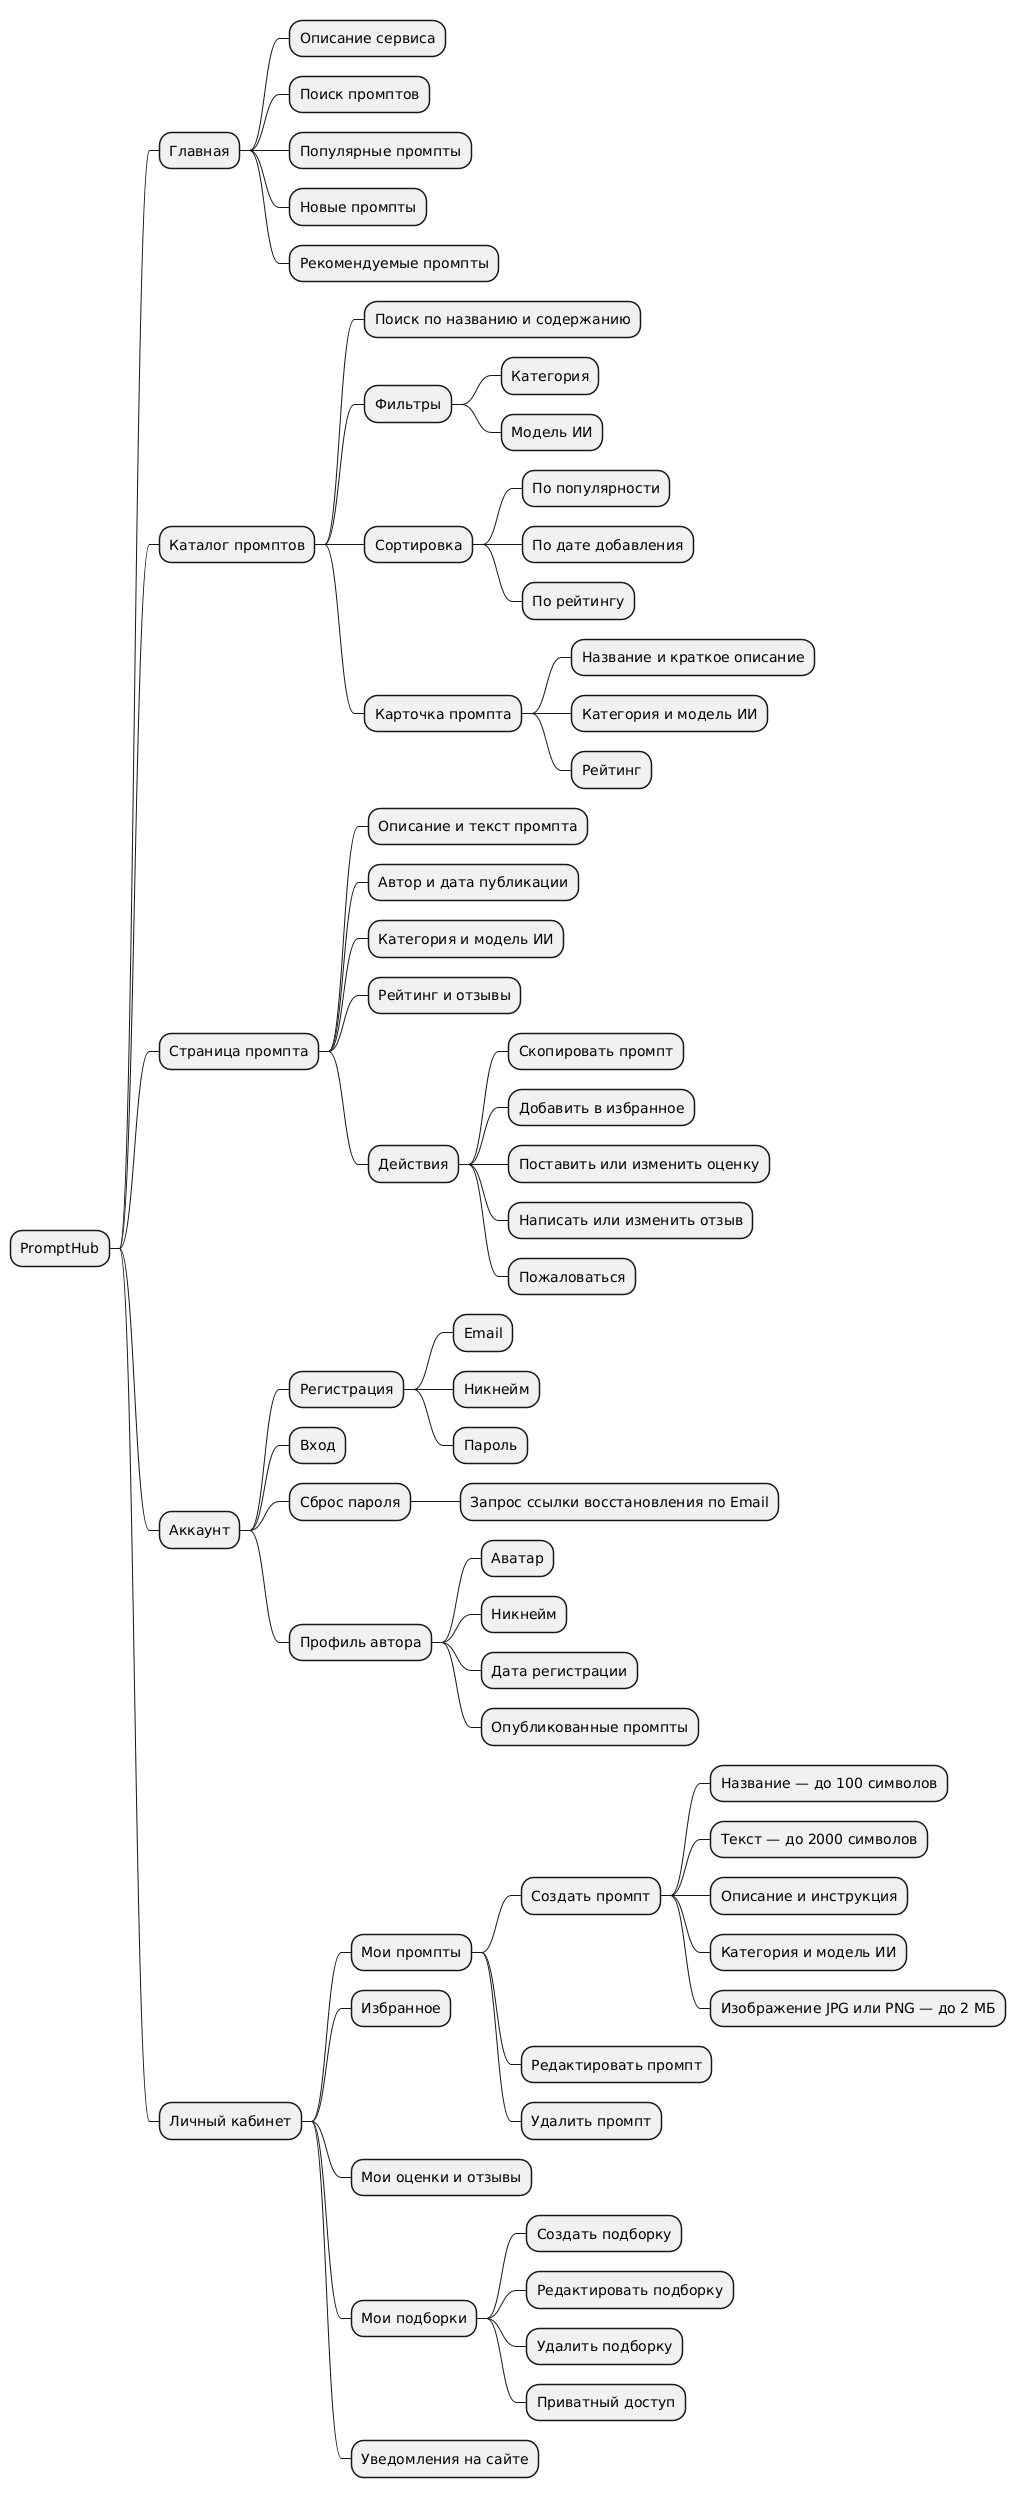 Описание сервиса
Поиск промптов
Главная
Популярные промпты
Новые промпты
Рекомендуемые промпты
Поиск по названию и содержанию
Категория
Фильтры
Модель ИИ
По популярности
Каталог промптов
Сортировка
По дате добавления
По рейтингу
Название и краткое описание
Карточка промпта
Категория и модель ИИ
Рейтинг
Описание и текст промпта
Автор и дата публикации
Категория и модель ИИ
Рейтинг и отзывы
Страница промпта
Скопировать промпт
Добавить в избранное
Действия
Поставить или изменить оценку
Написать или изменить отзыв
PromptHub
Пожаловаться
Email
Регистрация
Никнейм
Вход
Пароль
Сброс пароля
Запрос ссылки восстановления по Email
Аккаунт
Аватар
Никнейм
Профиль автора
Дата регистрации
Опубликованные промпты
Название — до 100 символов
Текст — до 2000 символов
Создать промпт
Описание и инструкция
Мои промпты
Категория и модель ИИ
Избранное
Изображение JPG или PNG — до 2 МБ
Редактировать промпт
Личный кабинет
Удалить промпт
Мои оценки и отзывы
Создать подборку
Редактировать подборку
Мои подборки
Удалить подборку
Приватный доступ
Уведомления на сайте